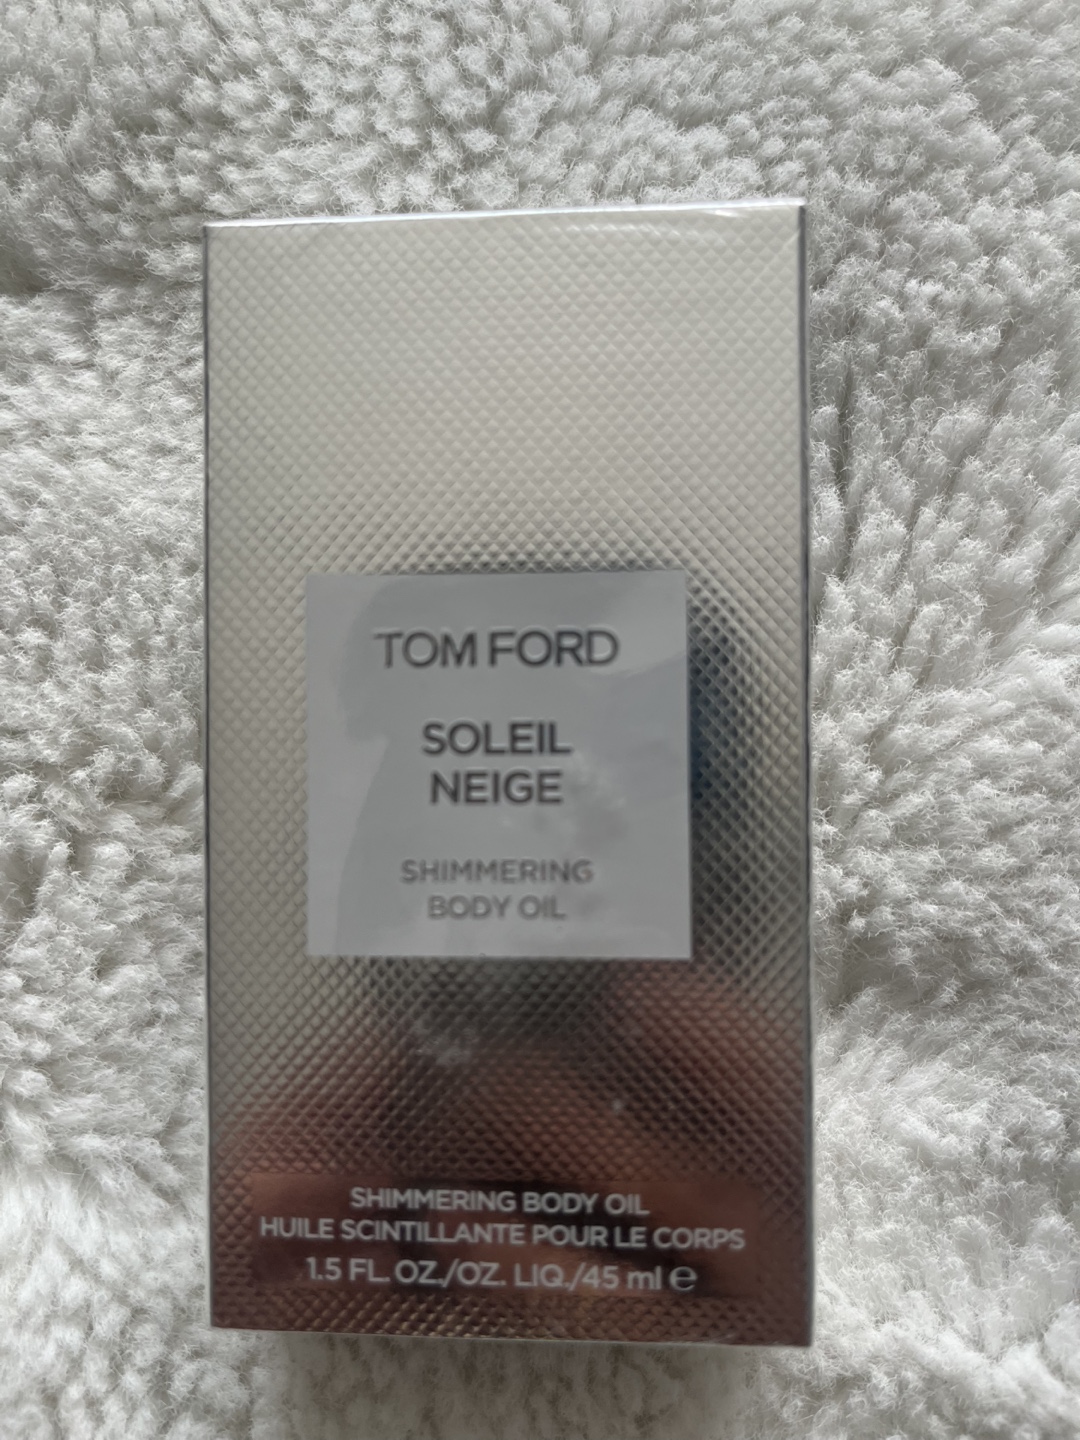 TOM FORD
SOLEIL
NEIGE
SHIMMERING
BODY OIL
SHIMMERING BODY OIL
HUILE SCINTILLANTE POUR LE CORPS
1.5 FL. OZ./OZ. LIQ./45 ml ℮